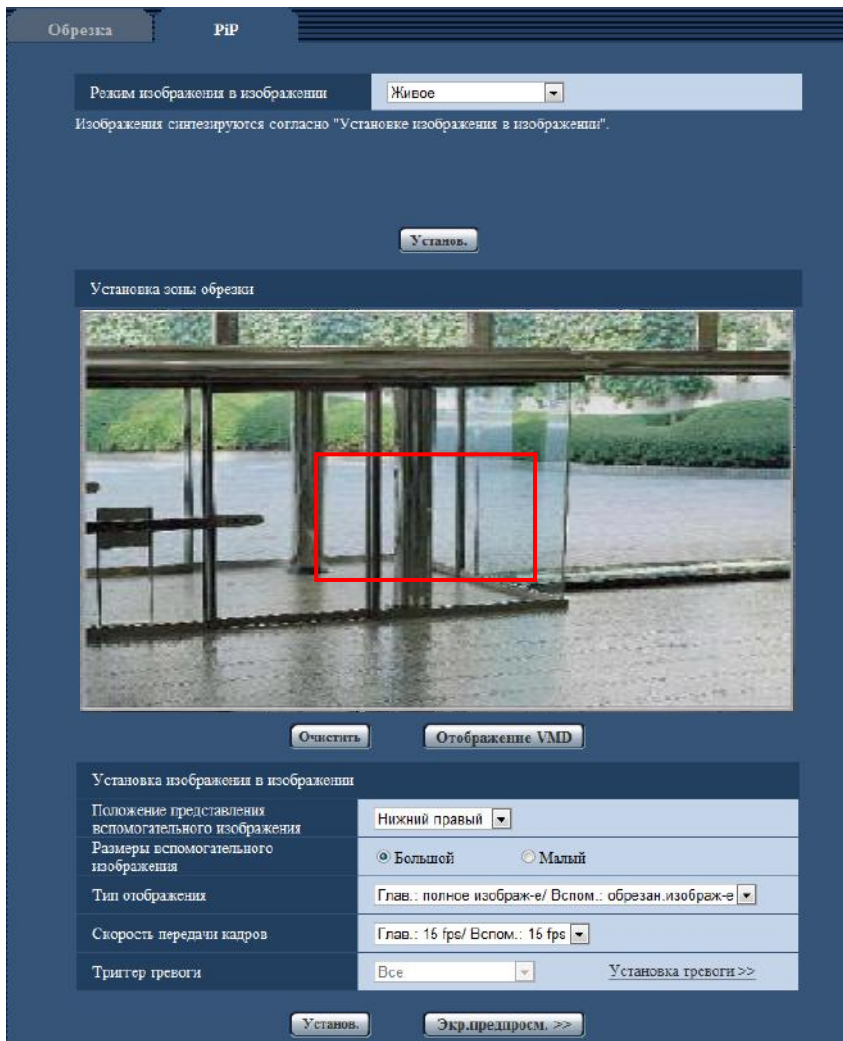 Обрезка PiP
Режим изображения в изображении Живое
Изображения синтезируются согласно "Установке изображения в изображении".
Установ.
Установка зоны обрезки
Очистить Отображение VMD
Установка изображения в изображении
Положение представления
вспомогательного изображения
Нижний правый
Размеры вспомогательного
изображения
Большой Малый
Тип отображения Глав.: полное изображ-е/ Вспом.: обрезан.изображ-е
Скорость передачи кадров Глав.: 15 fps/ Вспом.: 15 fps
Триггер тревоги Все Установка тревоги >>
Установ. Экр.предпросм. >>